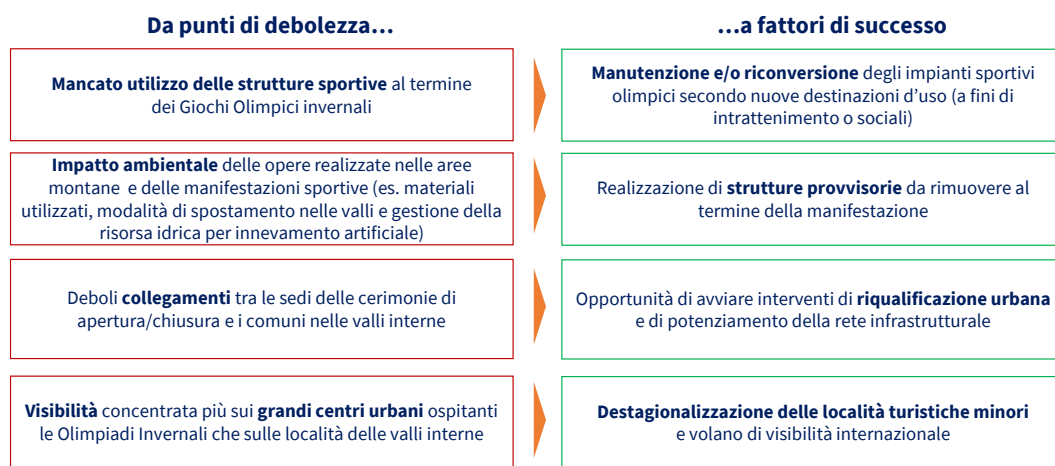 Da punti di debolezza…
…a fattori di successo
Mancato utilizzo delle strutture sportive al termine
dei Giochi Olimpici invernali
Manutenzione e/o riconversione degli impianti sportivi
olimpici secondo nuove destinazioni d'uso (a fini di
intrattenimento o sociali)
Impatto ambientale delle opere realizzate nelle aree
montane e delle manifestazioni sportive (es. materiali
utilizzati, modalità di spostamento nelle valli e gestione della
risorsa idrica per innevamento artificiale)
Realizzazione di strutture provvisorie da rimuovere al
termine della manifestazione
Deboli collegamenti tra le sedi delle cerimonie di
apertura/chiusura e i comuni nelle valli interne
Opportunità di avviare interventi di riqualificazione urbana
e di potenziamento della rete infrastrutturale
Visibilità concentrata più sui grandi centri urbani ospitanti
le Olimpiadi Invernali che sulle località delle valli interne
Destagionalizzazione delle località turistiche minori
e volano di visibilità internazionale